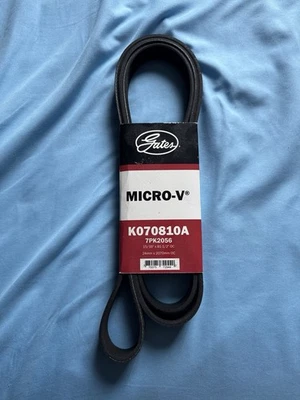 Gates
MICRO-V®
K070810A
7PK2056